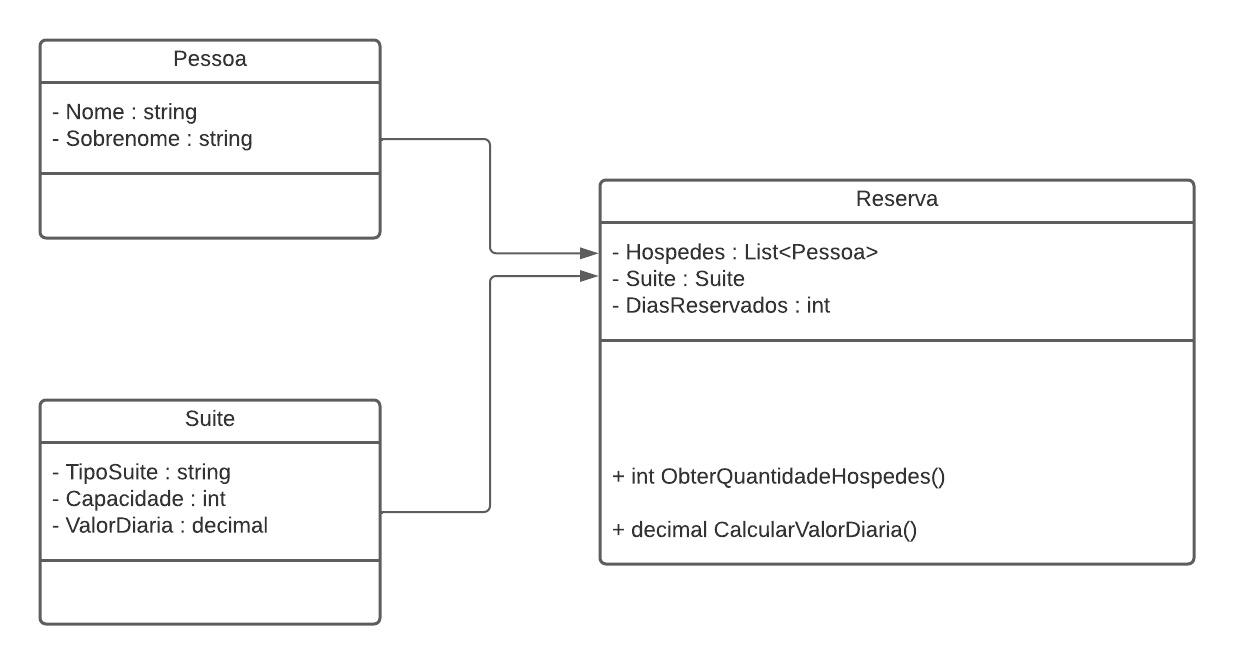 Pessoa
- Nome : string
- Sobrenome : string
Reserva
- Hospedes : List<Pessoa>
- Suite : Suite
- DiasReservados : int
+ int ObterQuantidadeHospedes()
+ decimal CalcularValorDiaria()
Suite
- TipoSuite : string
- Capacidade : int
- ValorDiaria : decimal